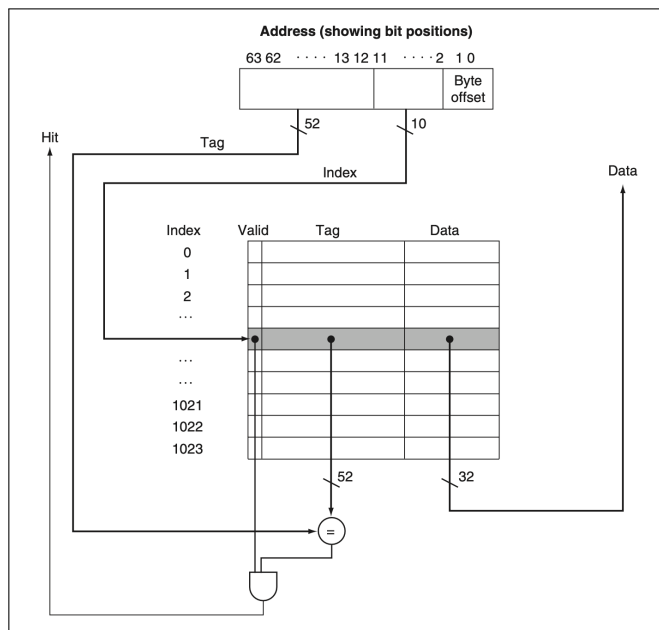 Address (showing bit positions)
63 62 · · · · 13 12 11 · · · · 2 1 0
Byte
offset
52
10
Hit
Tag
Index
Data
Index Valid Tag Data
0
1
2
...
...
...
1021
1022
1023
52
32
=